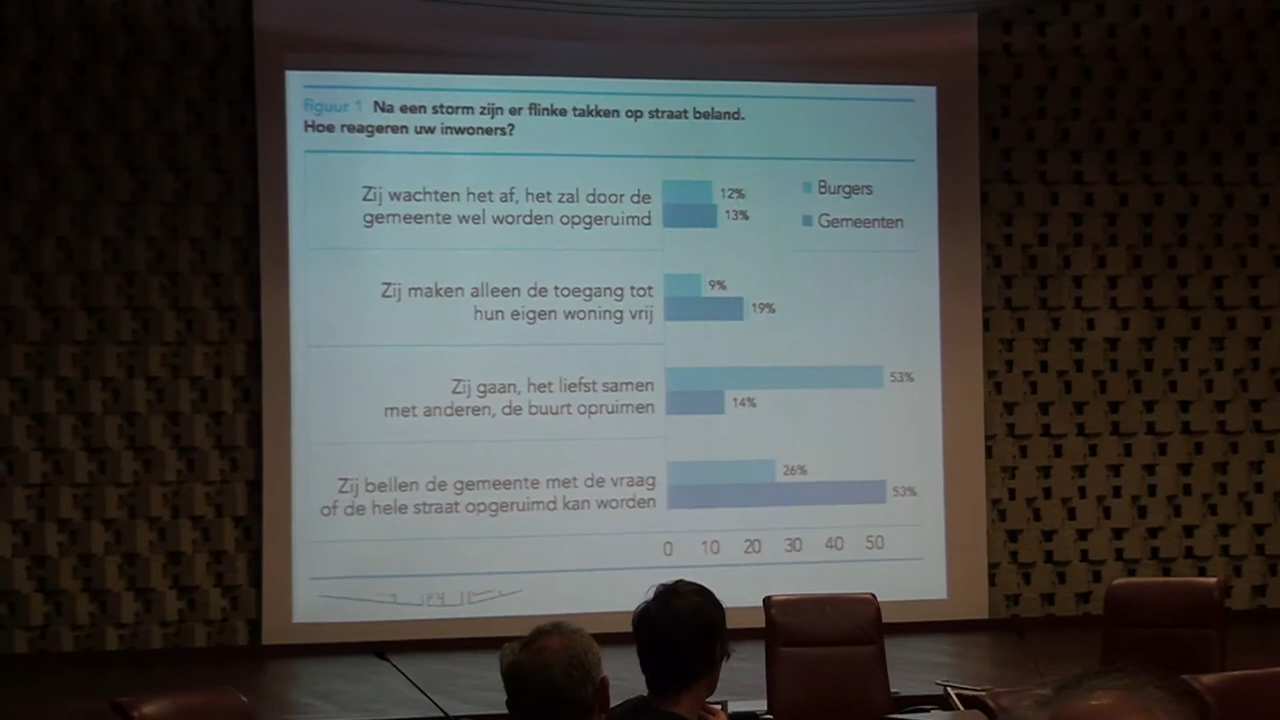 figuur 1 Na een storm zijn er flinke takken op straat beland.
Hoe reageren uw inwoners?
Zij wachten het af, het zal door de
gemeente wel worden opgeruimd
12%
13%
Burgers
Gemeenten
Zij maken alleen de toegang tot
hun eigen woning vrij
9%
19%
Zij gaan, het liefst samen
met anderen, de buurt opruimen
53%
14%
Zij bellen de gemeente met de vraag
of de hele straat opgeruimd kan worden
26%
53%
0 10 20 30 40 50